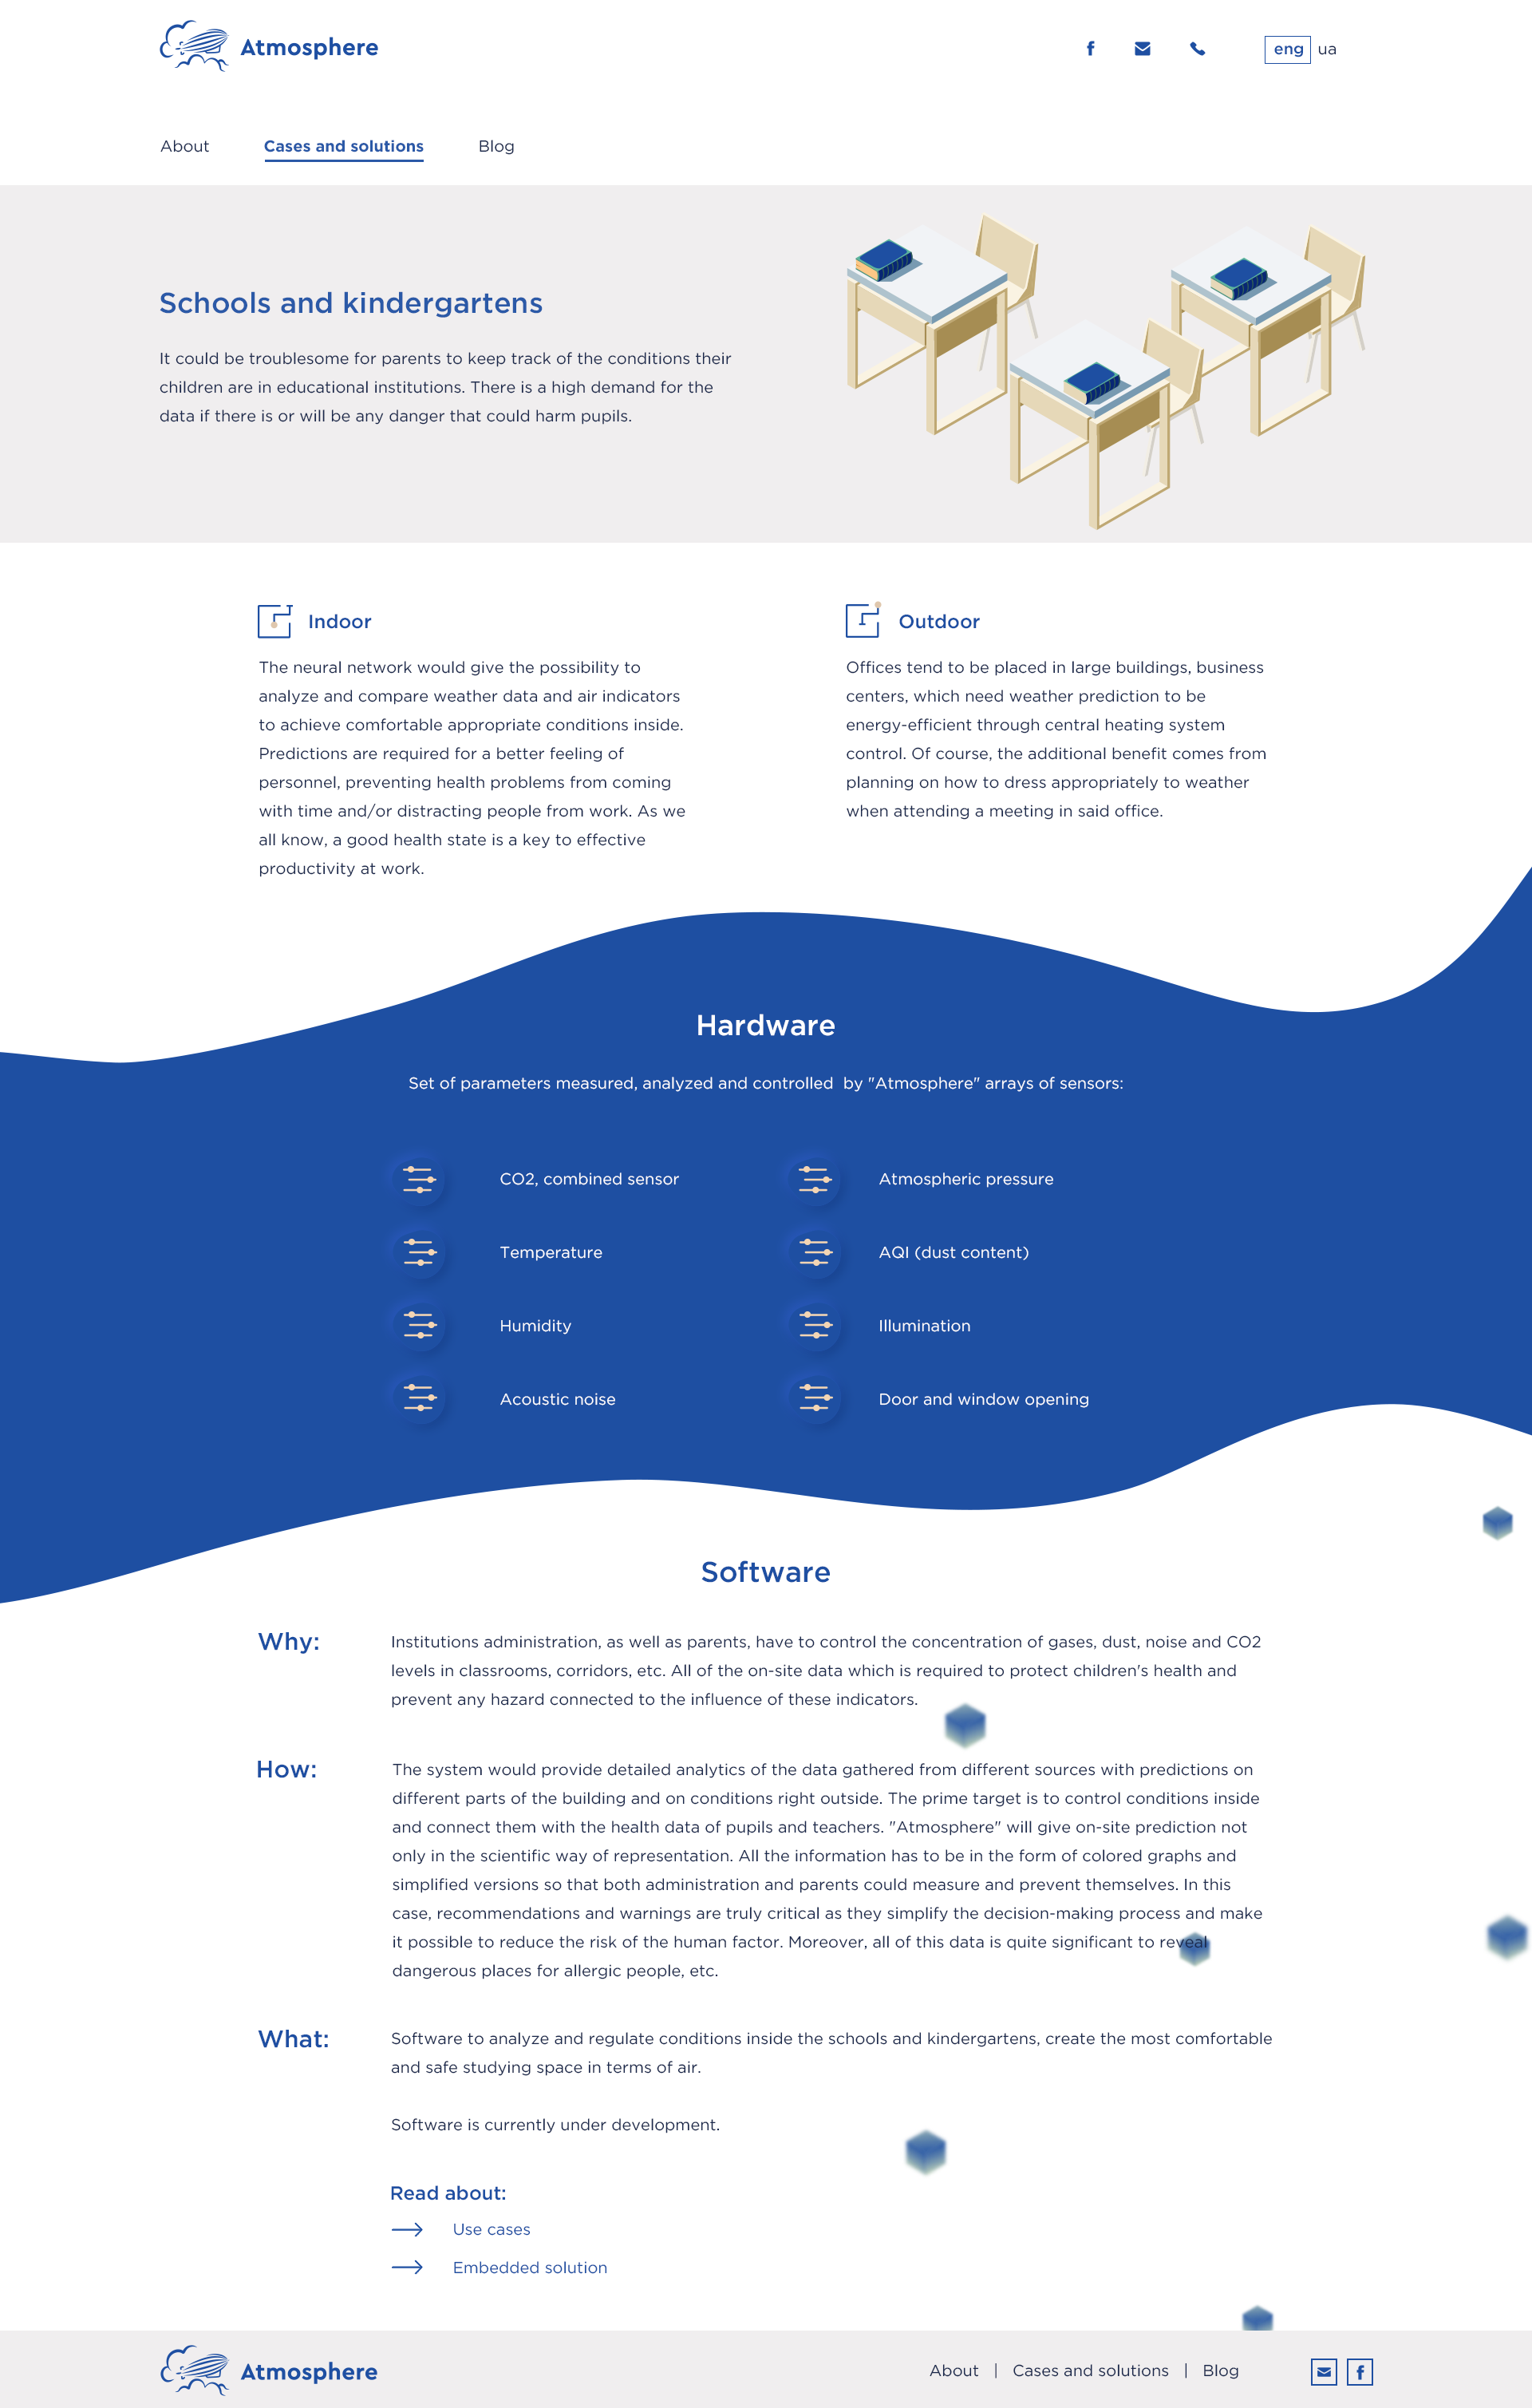 Atmosphere
eng ua
About Cases and solutions Blog
Schools and kindergartens
It could be troublesome for parents to keep track of the conditions their
children are in educational institutions. There is a high demand for the
data if there is or will be any danger that could harm pupils.
Indoor
The neural network would give the possibility to
analyze and compare weather data and air indicators
to achieve comfortable appropriate conditions inside.
Predictions are required for a better feeling of
personnel, preventing health problems from coming
with time and/or distracting people from work. As we
all know, a good health state is a key to effective
productivity at work.
Outdoor
Offices tend to be placed in large buildings, business
centers, which need weather prediction to be
energy-efficient through central heating system
control. Of course, the additional benefit comes from
planning on how to dress appropriately to weather
when attending a meeting in said office.
Hardware
Set of parameters measured, analyzed and controlled  by "Atmosphere" arrays of sensors:
CO2, combined sensor
Atmospheric pressure
Temperature
AQI (dust content)
Humidity
Illumination
Acoustic noise
Door and window opening
Software
Why:
Institutions administration, as well as parents, have to control the concentration of gases, dust, noise and CO2
levels in classrooms, corridors, etc. All of the on-site data which is required to protect children's health and
prevent any hazard connected to the influence of these indicators.
How:
The system would provide detailed analytics of the data gathered from different sources with predictions on
different parts of the building and on conditions right outside. The prime target is to control conditions inside
and connect them with the health data of pupils and teachers. "Atmosphere" will give on-site prediction not
only in the scientific way of representation. All the information has to be in the form of colored graphs and
simplified versions so that both administration and parents could measure and prevent themselves. In this
case, recommendations and warnings are truly critical as they simplify the decision-making process and make
it possible to reduce the risk of the human factor. Moreover, all of this data is quite significant to reveal
dangerous places for allergic people, etc.
What:
Software to analyze and regulate conditions inside the schools and kindergartens, create the most comfortable
and safe studying space in terms of air.
Software is currently under development.
Read about:
Use cases
Embedded solution
Atmosphere
About | Cases and solutions | Blog